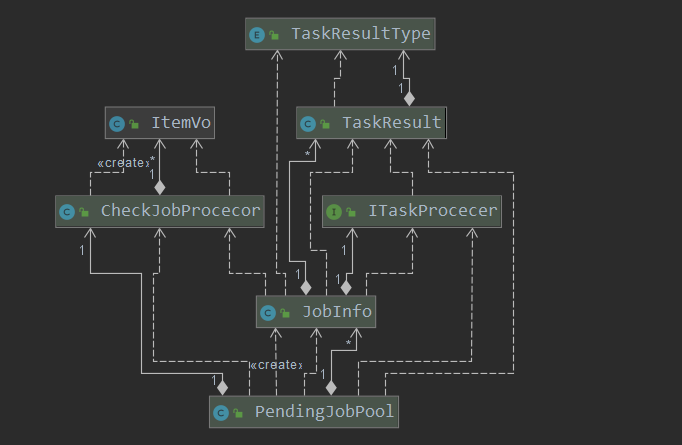 E TaskResultType
1
1
C ItemVo
C TaskResult
«create»
*
1
*
C CheckJobProcecor
I ITaskProcecer
1
1
1
1
C JobInfo
«create»
*
1
1
C PendingJobPool